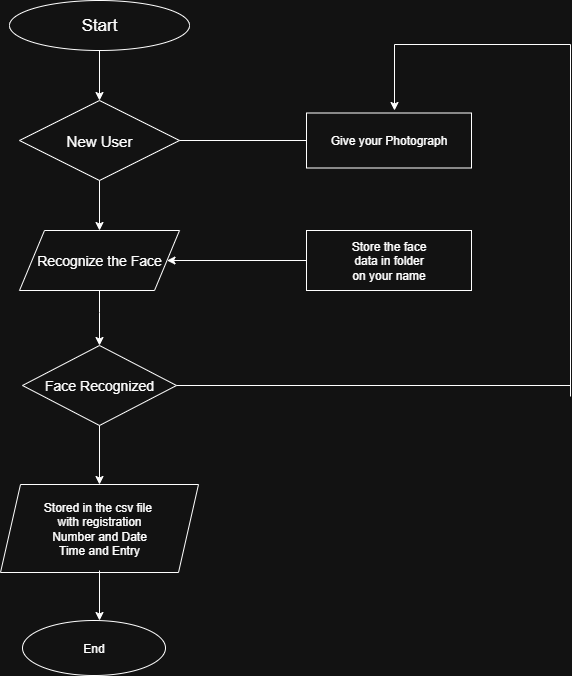 Start
New User
Give your Photograph
Recognize the Face
Store the face
data in folder
on your name
Face Recognized
Stored in the csv file
with registration
Number and Date
Time and Entry
End